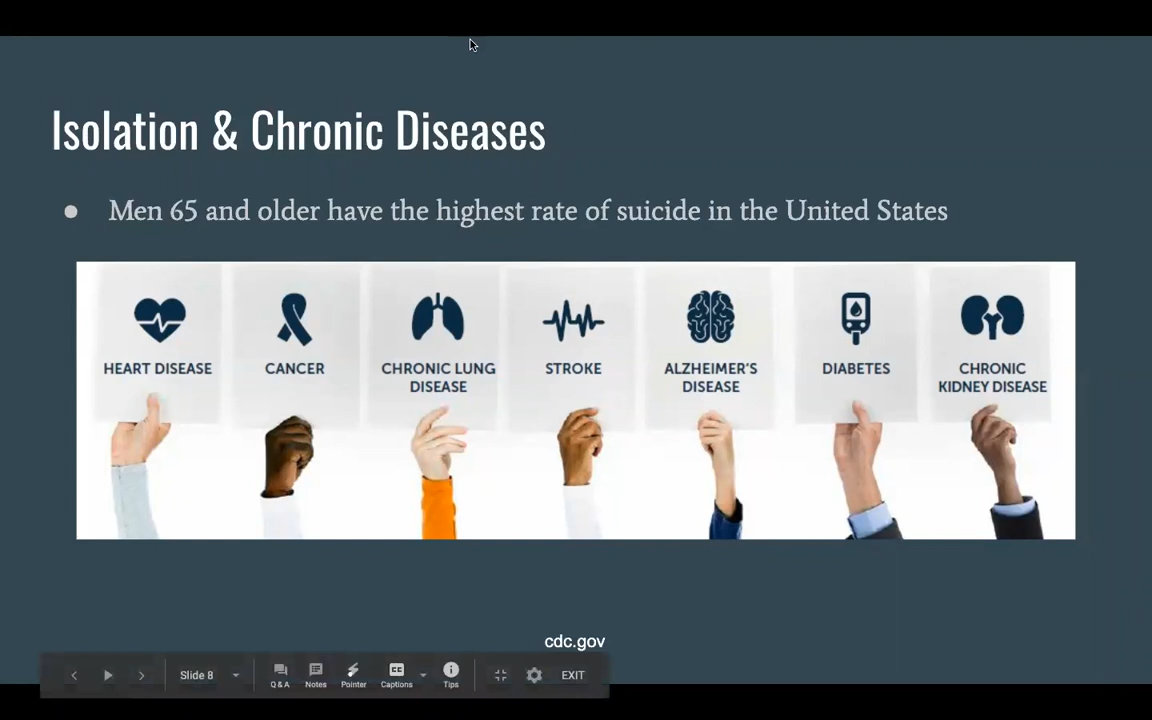 Isolation & Chronic Diseases
● Men 65 and older have the highest rate of suicide in the United States
HEART DISEASE
CANCER
CHRONIC LUNG
DISEASE
STROKE
ALZHEIMER'S
DISEASE
DIABETES
CHRONIC
KIDNEY DISEASE
cdc.gov
Slide 8
Q & A
Notes
Pointer
CC
Captions
Tips
EXIT